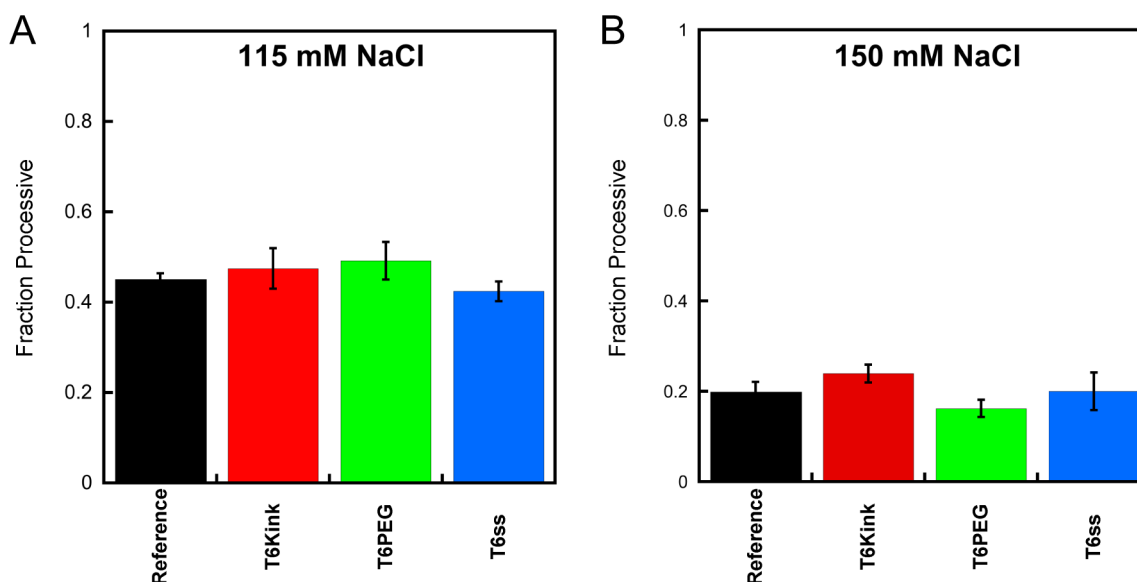 A
115 mM NaCl
Fraction Processive
1
0.8
0.6
0.4
0.2
0
Reference
T6Kink
T6PEG
T6ss
B
150 mM NaCl
Fraction Processive
1
0.8
0.6
0.4
0.2
0
Reference
T6Kink
T6PEG
T6ss